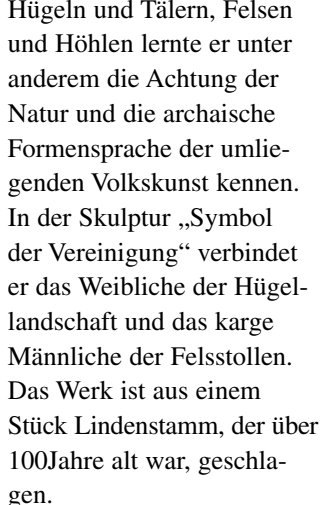 Hügeln und Tälern, Felsen
und Höhlen lernte er unter
anderem die Achtung der
Natur und die archaische
Formensprache der umlie-
genden Volkskunst kennen.
In der Skulptur „Symbol
der Vereinigung“ verbindet
er das Weibliche der Hügel-
landschaft und das karge
Männliche der Felsstollen.
Das Werk ist aus einem
Stück Lindenstamm, der über
100Jahre alt war, geschla-
gen.